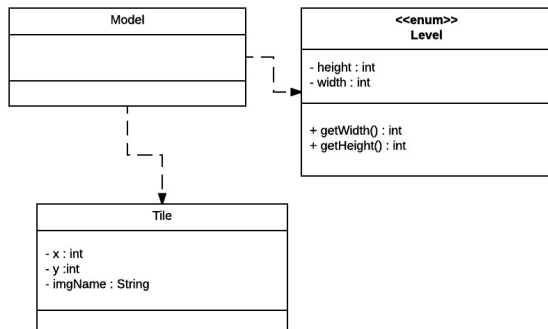 Model
<<enum>>
Level
- height : int
- width : int
+ getWidth() : int
+ getHeight() : int
Tile
- x : int
- y :int
- imgName : String